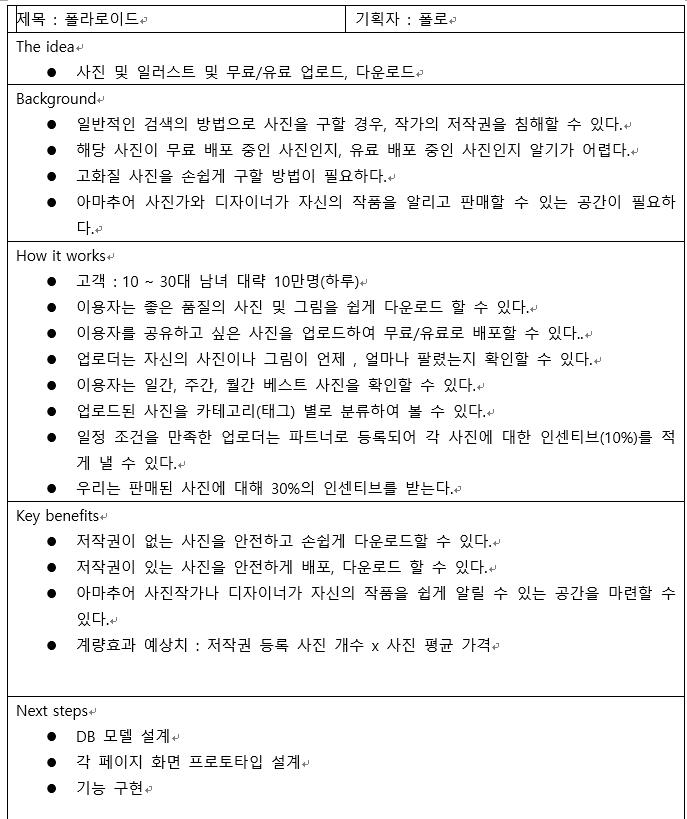 제목 : 폴라로이드
기획자 : 폴로
The idea
● 사진 및 일러스트 및 무료/유료 업로드, 다운로드
Background
● 일반적인 검색의 방법으로 사진을 구할 경우, 작가의 저작권을 침해할 수 있다.
● 해당 사진이 무료 배포 중인 사진인지, 유료 배포 중인 사진인지 알기가 어렵다.
● 고화질 사진을 손쉽게 구할 방법이 필요하다.
● 아마추어 사진가와 디자이너가 자신의 작품을 알리고 판매할 수 있는 공간이 필요하
다.
How it works
● 고객 : 10 ~ 30대 남녀 대략 10만명(하루)
● 이용자는 좋은 품질의 사진 및 그림을 쉽게 다운로드 할 수 있다.
● 이용자를 공유하고 싶은 사진을 업로드하여 무료/유료로 배포할 수 있다..
● 업로더는 자신의 사진이나 그림이 언제 , 얼마나 팔렸는지 확인할 수 있다.
● 이용자는 일간, 주간, 월간 베스트 사진을 확인할 수 있다.
● 업로드된 사진을 카테고리(태그) 별로 분류하여 볼 수 있다.
● 일정 조건을 만족한 업로더는 파트너로 등록되어 각 사진에 대한 인센티브(10%)를 적
게 낼 수 있다.
● 우리는 판매된 사진에 대해 30%의 인센티브를 받는다.
Key benefits
● 저작권이 없는 사진을 안전하고 손쉽게 다운로드할 수 있다.
● 저작권이 있는 사진을 안전하게 배포, 다운로드 할 수 있다.
● 아마추어 사진작가나 디자이너가 자신의 작품을 쉽게 알릴 수 있는 공간을 마련할 수
있다.
● 계량효과 예상치 : 저작권 등록 사진 개수 x 사진 평균 가격
Next steps
● DB 모델 설계
● 각 페이지 화면 프로토타입 설계
● 기능 구현